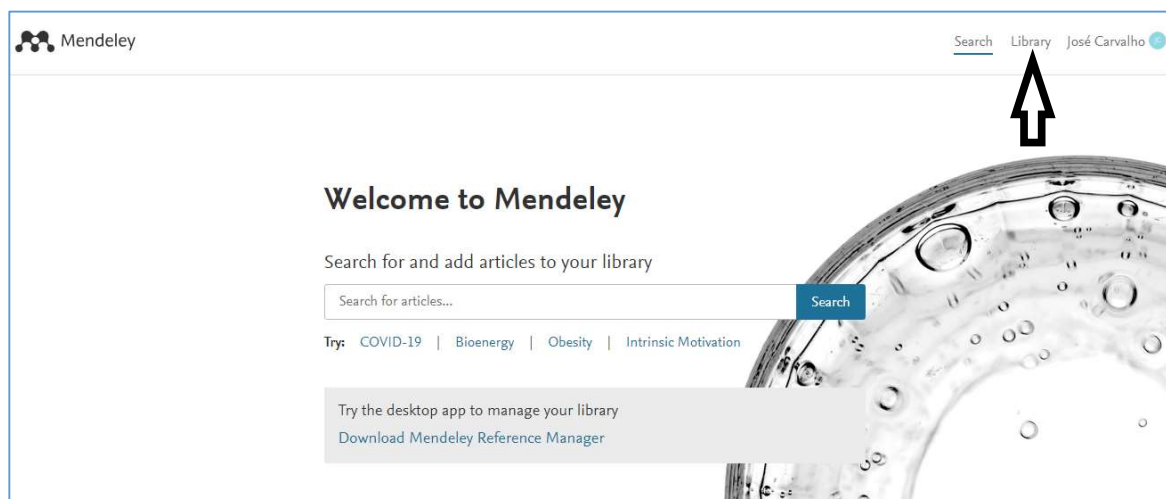 Mendeley
Search Library José Carvalho
Welcome to Mendeley
Search for and add articles to your library
Search for articles... Search
Try: COVID-19 | Bioenergy | Obesity | Intrinsic Motivation
Try the desktop app to manage your library
Download Mendeley Reference Manager